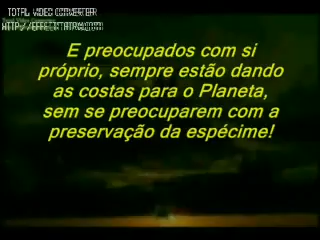 TOTAL VIDEO CONVERTER
E preocupados com si
próprio, sempre estão dando
as costas para o Planeta,
sem se preocuparem com a
preservação da espécime!